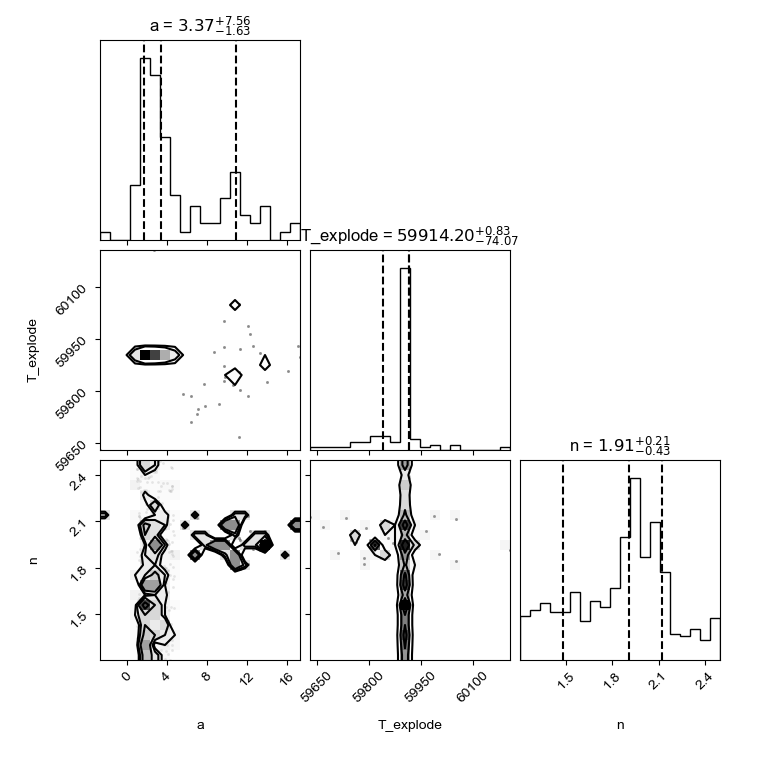 a = 3.37+7.56 −1.63
T_explode = 59914.20+0.83 −74.07
T_explode
60100
59950
59800
59650
n = 1.91+0.21 −0.43
n
2.4
2.1
1.8
1.5
0 4 8 12 16
59650 59800 59950 60100
1.5 1.8 2.1 2.4
a T_explode n